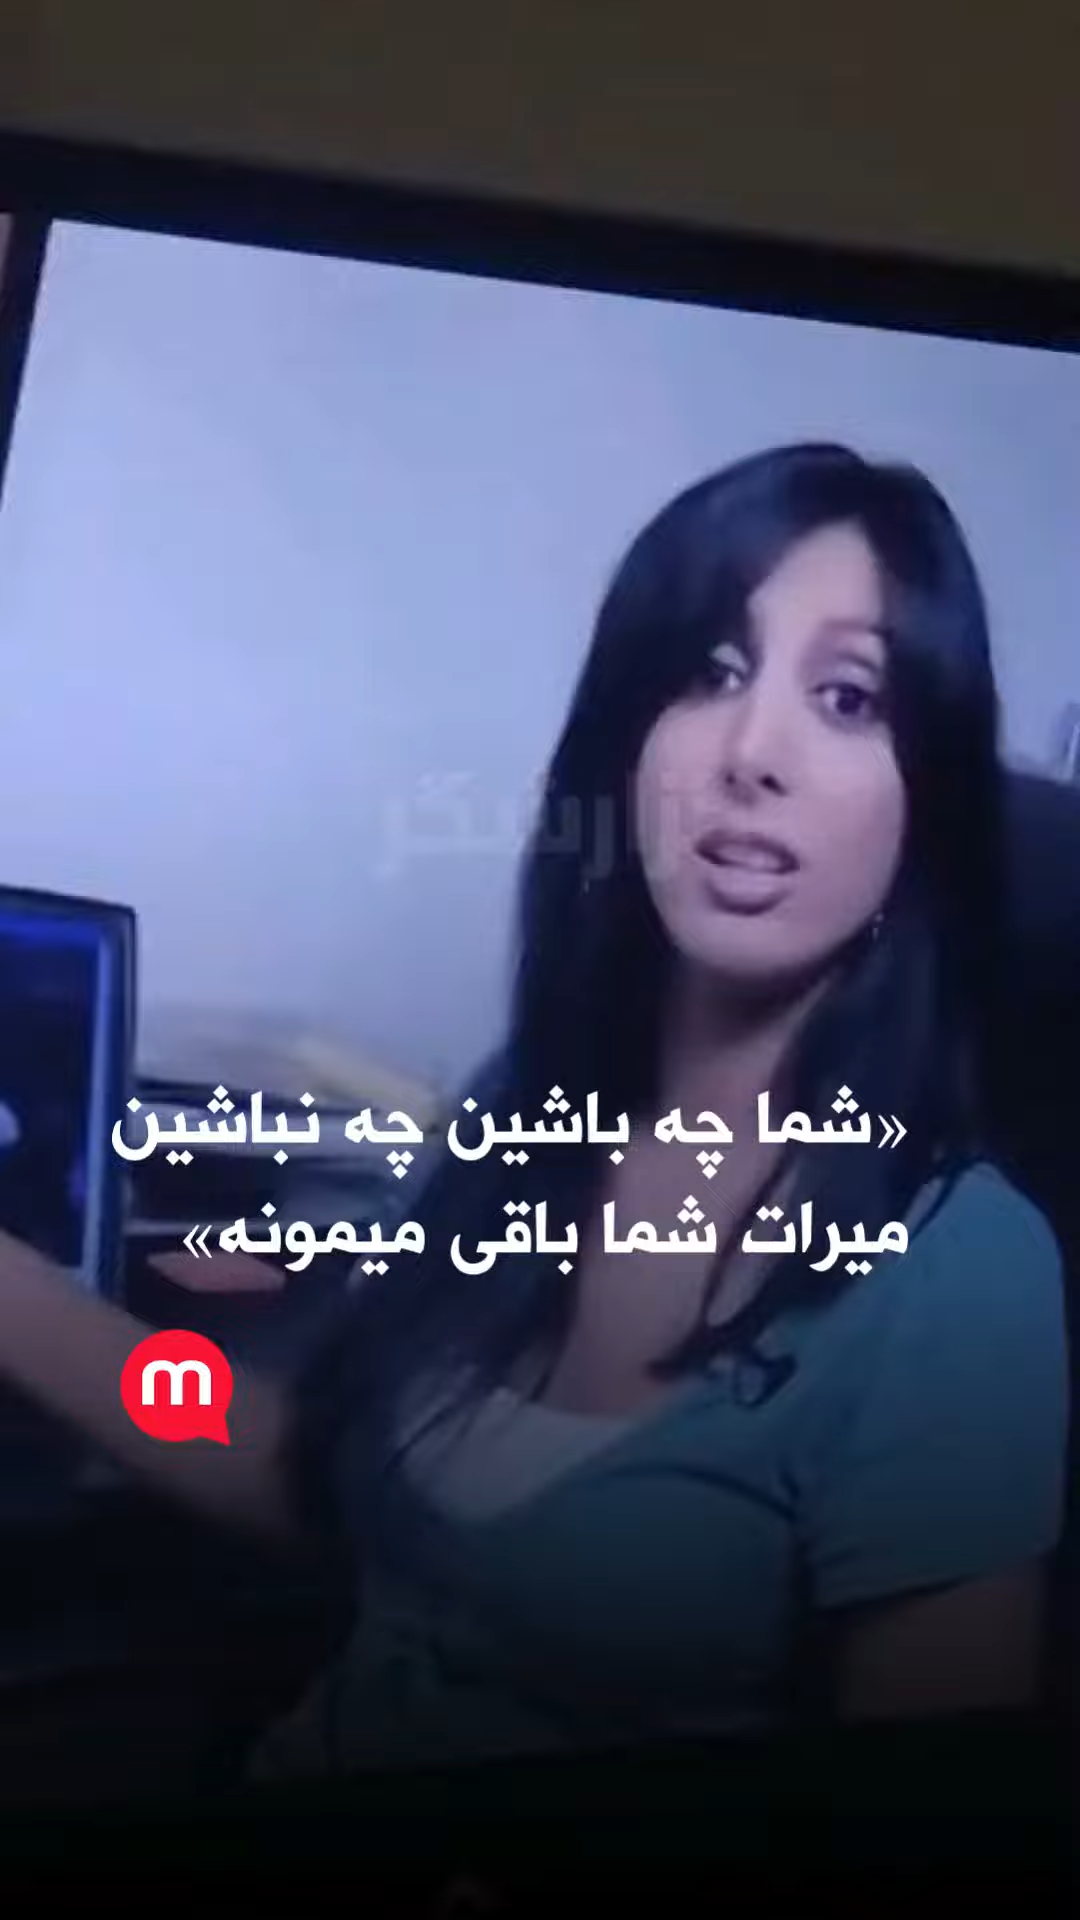 «شما چه باشین چه نباشین
میرات شما باقی میمونه»
m